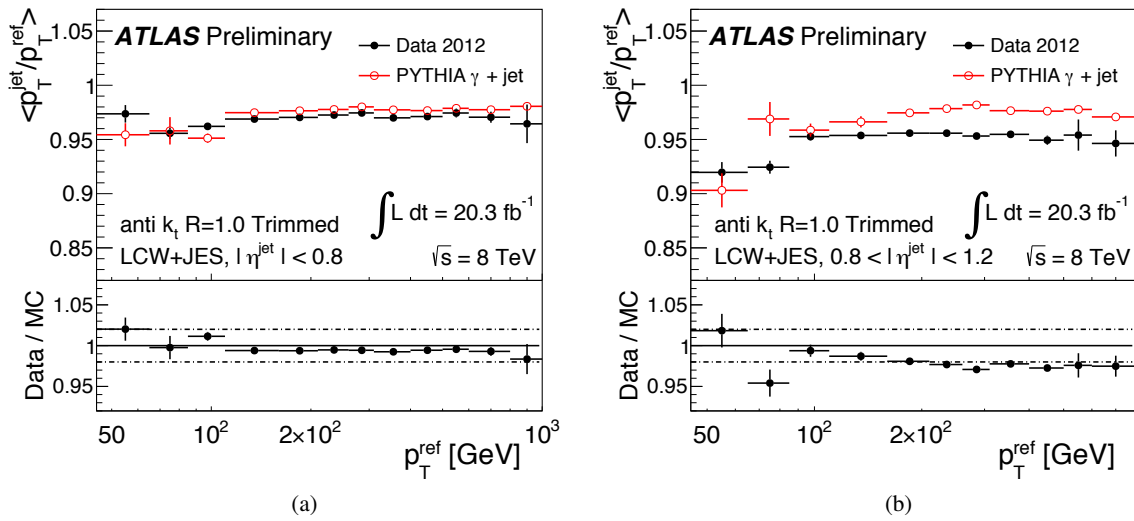 <p_T^jet/p_T^ref>
1.05
1
0.95
0.9
0.85
ATLAS Preliminary
Data 2012
PYTHIA γ + jet
anti k_t R=1.0 Trimmed
∫L dt = 20.3 fb^-1
LCW+JES, | η^jet | < 0.8
√s = 8 TeV
Data / MC
1.05
1
0.95
50
10^2
2×10^2
10^3
p_T^ref [GeV]
(a)
<p_T^jet/p_T^ref>
1.05
1
0.95
0.9
0.85
ATLAS Preliminary
Data 2012
PYTHIA γ + jet
anti k_t R=1.0 Trimmed
∫L dt = 20.3 fb^-1
LCW+JES, 0.8 < | η^jet | < 1.2
√s = 8 TeV
Data / MC
1.05
1
0.95
50
10^2
2×10^2
p_T^ref [GeV]
(b)